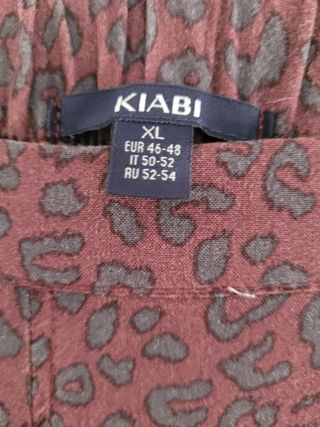 KIABI
XL
EUR 46-48
IT 50-52
RU 52-54